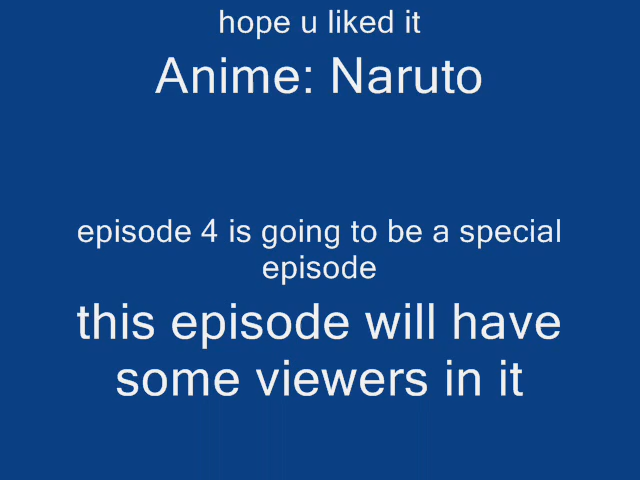 hope u liked it
Anime: Naruto
episode 4 is going to be a special
episode
this episode will have
some viewers in it